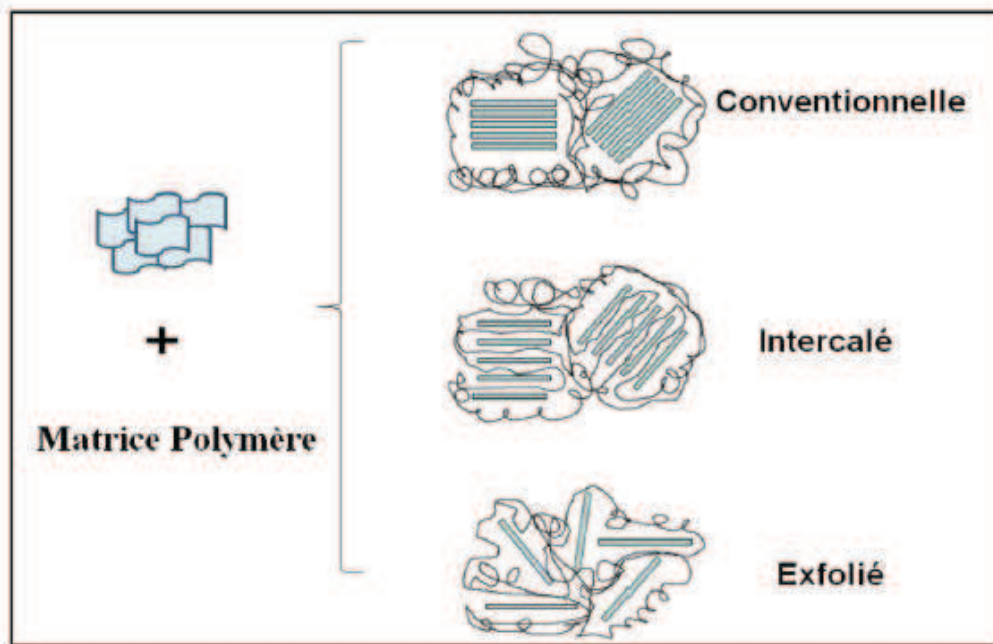 Conventionnelle
+
Intercalé
Matrice Polymère
Exfolié